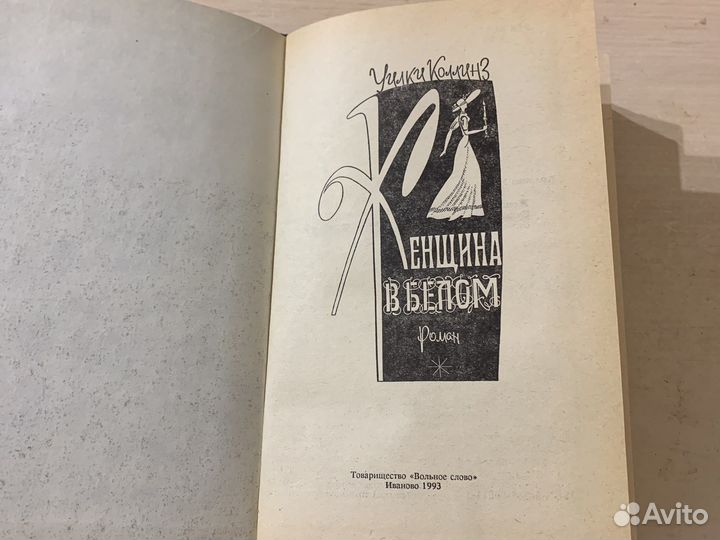 Уилки Коллинз
Женщина
в белом
Роман
Товарищество «Вольное слово»
Иваново 1993
Avito